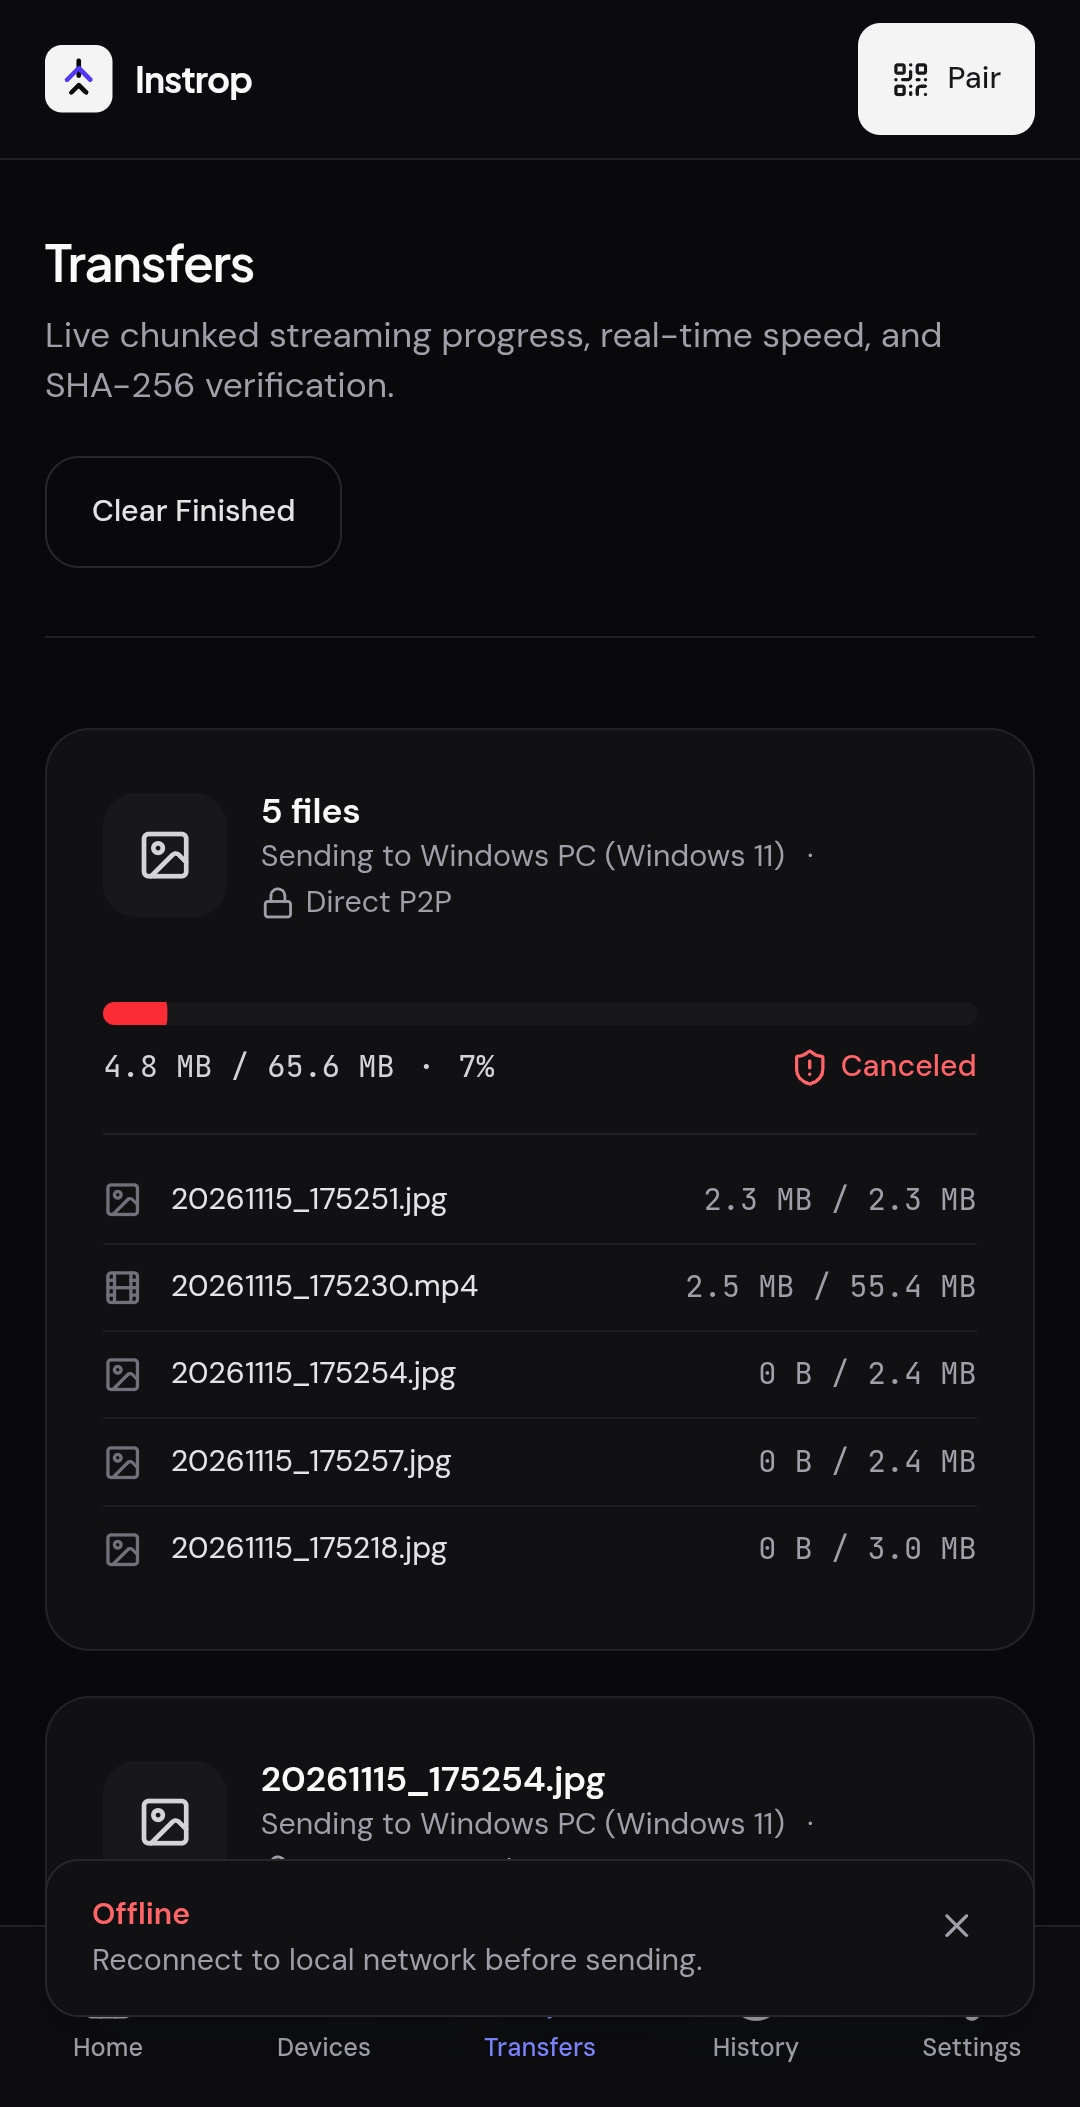 Instrop
Pair
Transfers
Live chunked streaming progress, real-time speed, and
SHA-256 verification.
Clear Finished
5 files
Sending to Windows PC (Windows 11) ·
Direct P2P
4.8 MB / 65.6 MB · 7%
Canceled
20261115_175251.jpg
2.3 MB / 2.3 MB
20261115_175230.mp4
2.5 MB / 55.4 MB
20261115_175254.jpg
0 B / 2.4 MB
20261115_175257.jpg
0 B / 2.4 MB
20261115_175218.jpg
0 B / 3.0 MB
20261115_175254.jpg
Sending to Windows PC (Windows 11) ·
Offline
Reconnect to local network before sending.
Home
Devices
Transfers
History
Settings